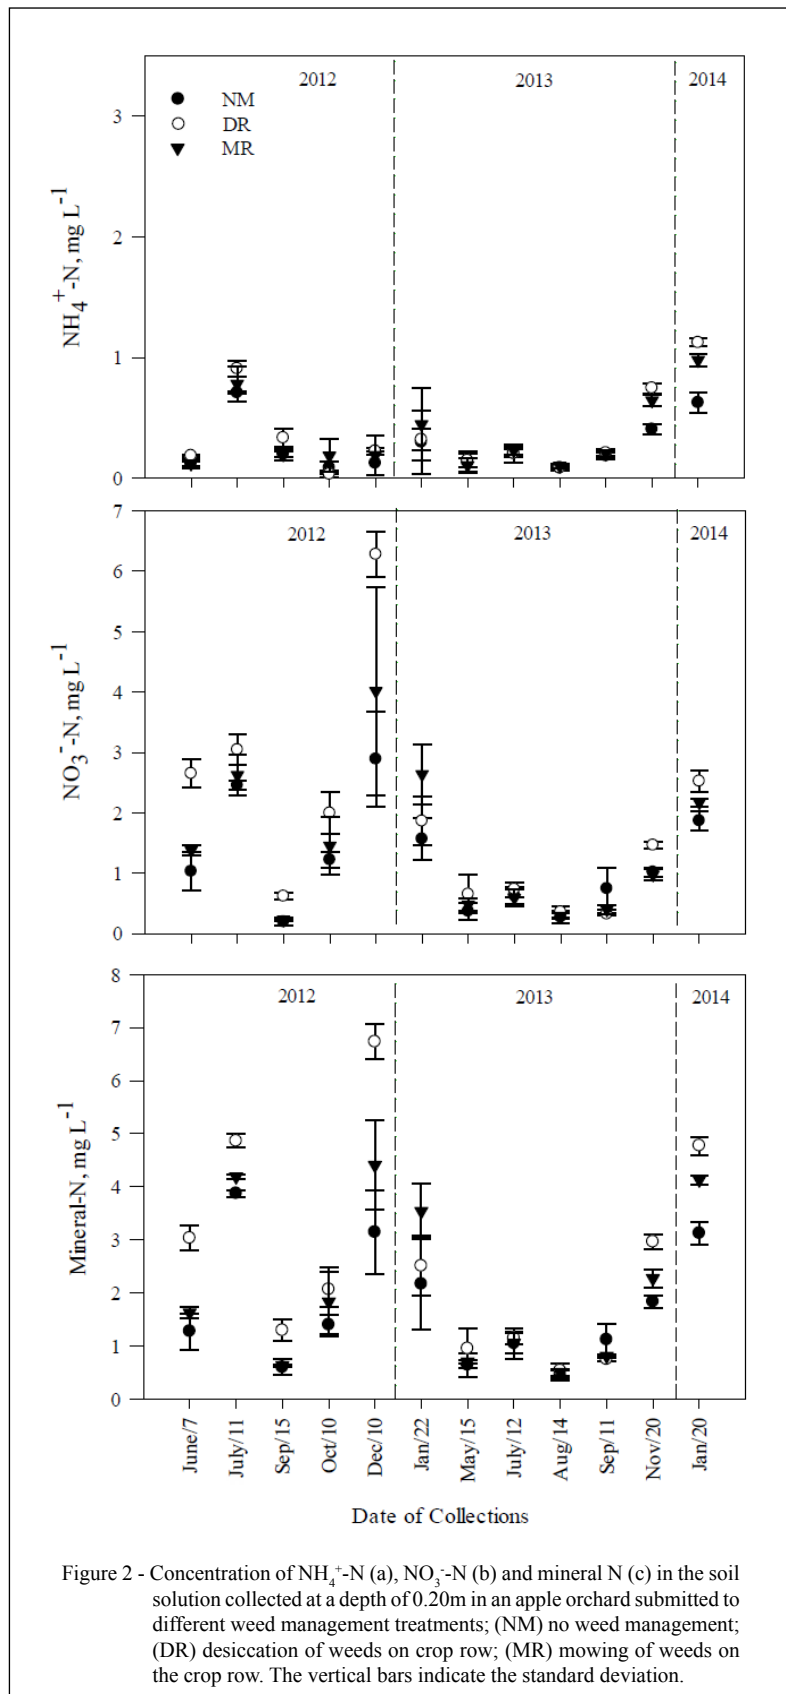 2012
2013
2014
NM
DR
MR
3
2
1
0
NH₄⁺-N, mg L⁻¹
2012
2013
2014
7
6
5
4
3
2
1
0
NO₃⁻-N, mg L⁻¹
2012
2013
2014
8
7
6
5
4
3
2
1
0
Mineral-N, mg L⁻¹
June/7
July/11
Sep/15
Oct/10
Dec/10
Jan/22
May/15
July/12
Aug/14
Sep/11
Nov/20
Jan/20
Date of Collections
Figure 2 - Concentration of NH₄⁺-N (a), NO₃⁻-N (b) and mineral N (c) in the soil
solution collected at a depth of 0.20m in an apple orchard submitted to
different weed management treatments; (NM) no weed management;
(DR) desiccation of weeds on crop row; (MR) mowing of weeds on
the crop row. The vertical bars indicate the standard deviation.